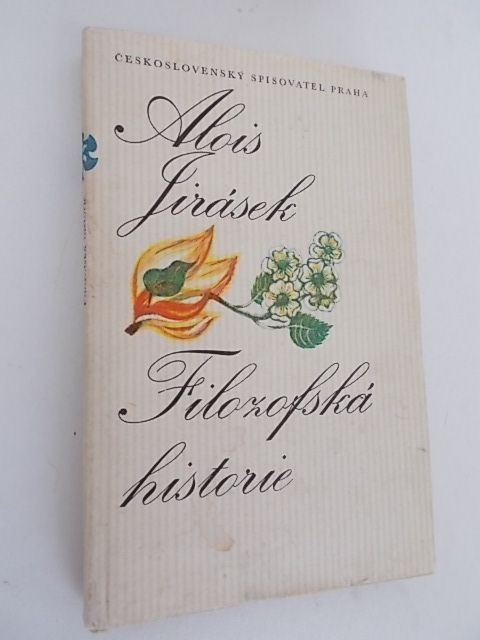 ČESKOSLOVENSKÝ SPISOVATEL PRAHA
Alois
Jirásek
Filozofská
historie